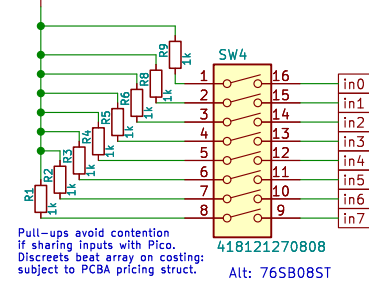 SW4
R9
1k
1
16
in0
R8
1k
2
15
in1
R6
1k
3
14
in2
R5
1k
4
13
in3
R4
1k
5
12
in4
R3
1k
6
11
in5
R2
1k
7
10
in6
R1
1k
8
9
in7
418121270808
Pull-ups avoid contention
if sharing inputs with Pico.
Discreets beat array on costing:
subject to PCBA pricing struct.
Alt: 76SB08ST